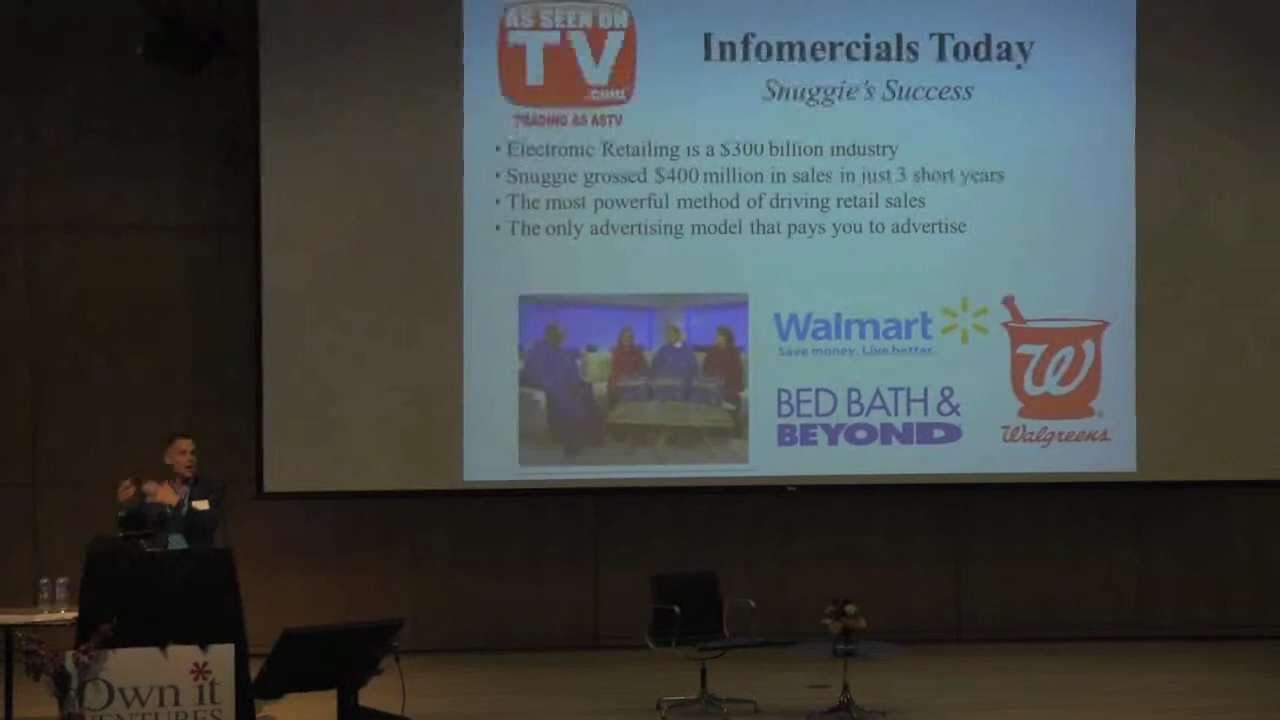 AS SEEN ON
TV
.com
TRADING AS ASTV
Infomercials Today
Snuggie's Success
• Electronic Retailing is a $300 billion industry
• Snuggie grossed $400 million in sales in just 3 short years
• The most powerful method of driving retail sales
• The only advertising model that pays you to advertise
Walmart
Save money. Live better.
BED BATH &
BEYOND
W
Walgreens
Own it
VENTURES